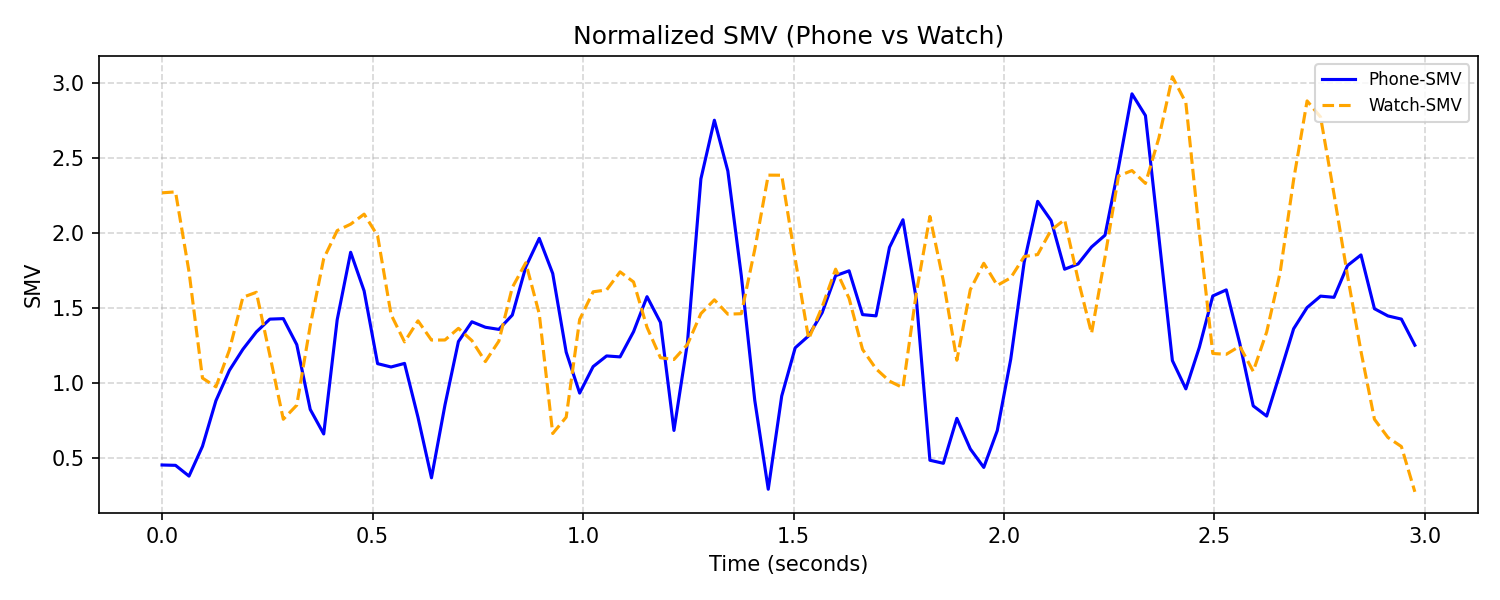 Normalized SMV (Phone vs Watch)
3.0
2.5
2.0
1.5
1.0
0.5
SMV
Phone-SMV
Watch-SMV
0.0 0.5 1.0 1.5 2.0 2.5 3.0
Time (seconds)